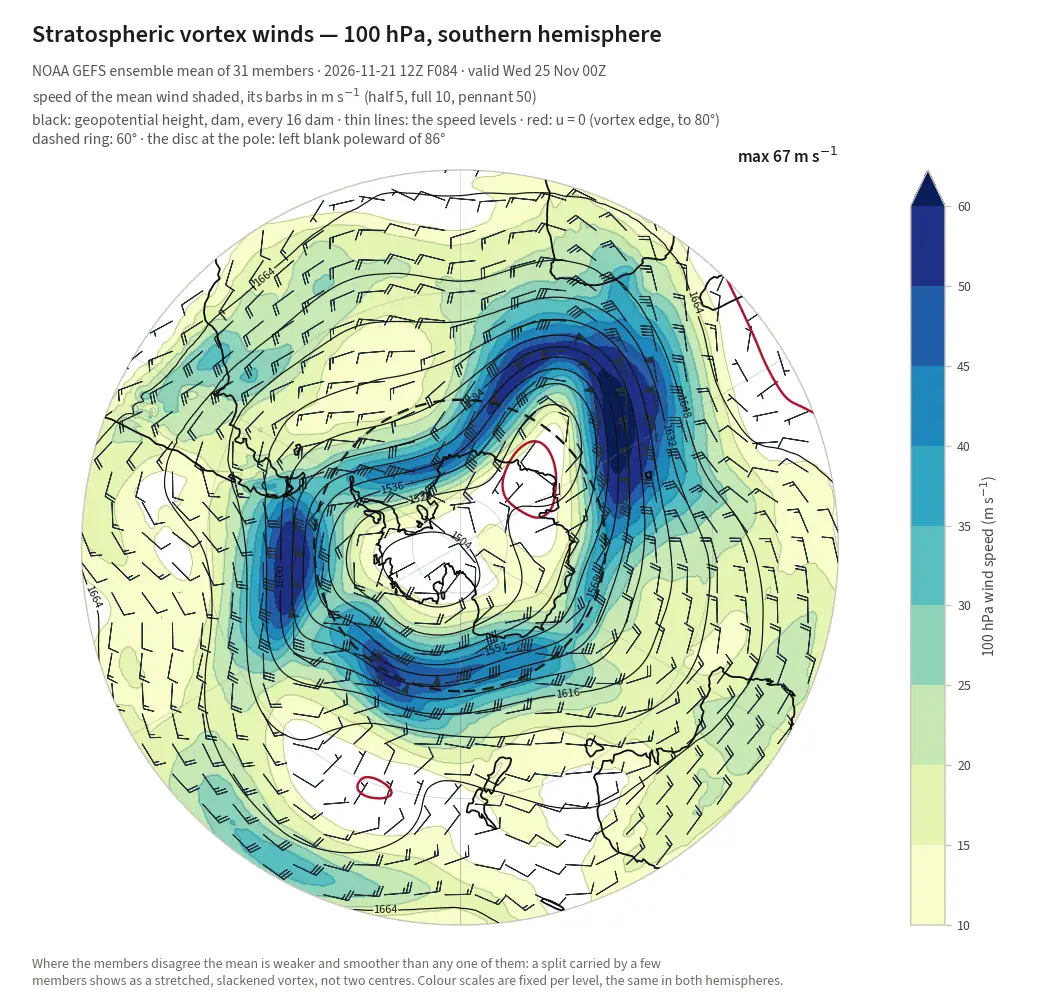 Stratospheric vortex winds — 100 hPa, southern hemisphere
NOAA GEFS ensemble mean of 31 members · 2026-11-21 12Z F084 · valid Wed 25 Nov 00Z
speed of the mean wind shaded, its barbs in m s⁻¹ (half 5, full 10, pennant 50)
black: geopotential height, dam, every 16 dam · thin lines: the speed levels · red: u = 0 (vortex edge, to 80°)
dashed ring: 60° · the disc at the pole: left blank poleward of 86°
max 67 m s⁻¹
60
50
45
40
35
30
25
20
15
10
100 hPa wind speed (m s⁻¹)
1664
1664
1648
1632
1536
1504
1568
1600
1664
1552
1616
1664
Where the members disagree the mean is weaker and smoother than any one of them: a split carried by a few
members shows as a stretched, slackened vortex, not two centres. Colour scales are fixed per level, the same in both hemispheres.